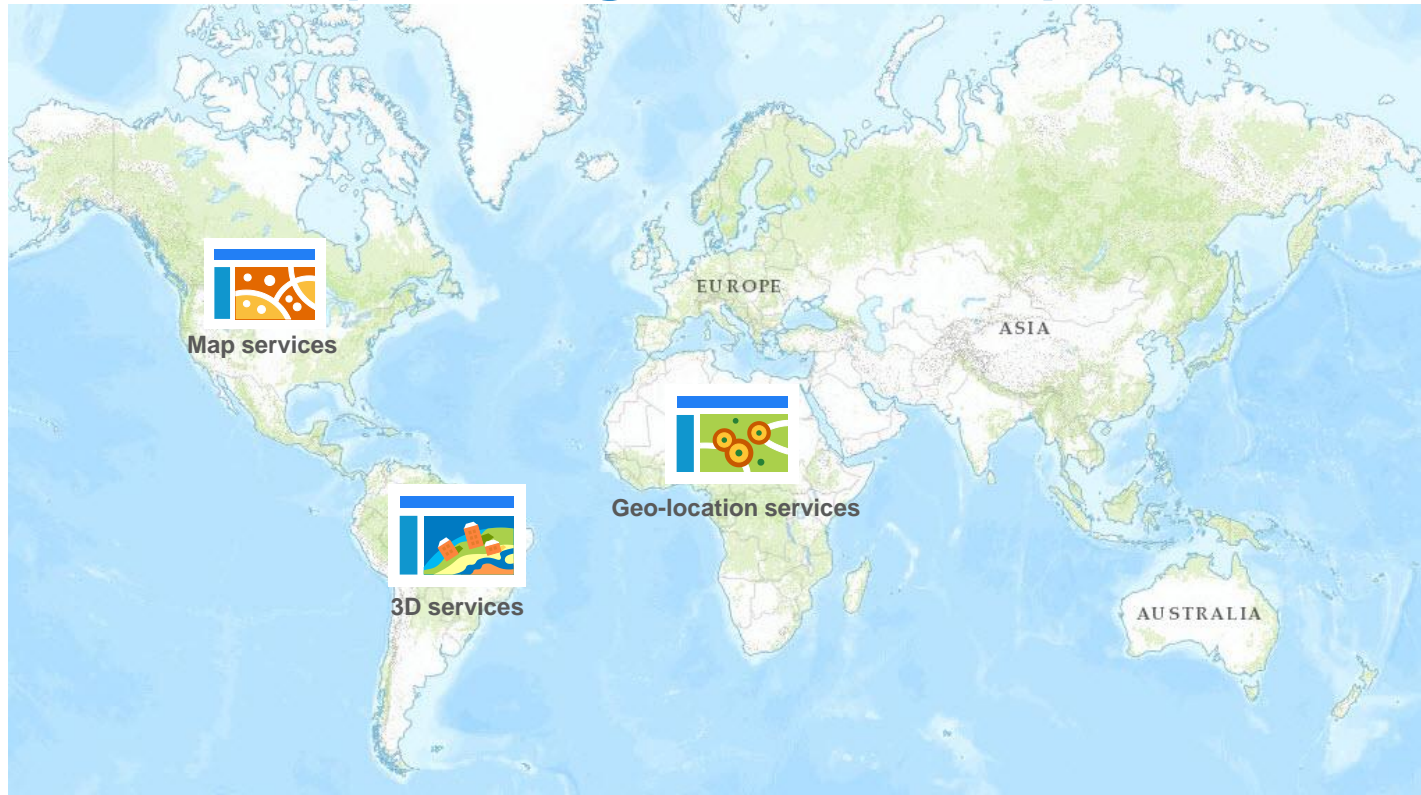 EUROPE
ASIA
Map services
Geo-location services
3D services
AUSTRALIA